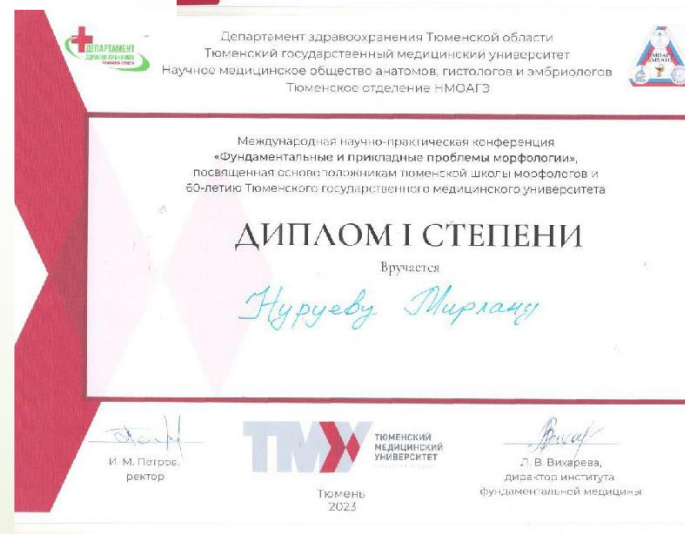 ДЕПАРТАМЕНТ
ЗДРАВООХРАНЕНИЯ
Департамент здравоохранения Тюменской области
Тюменский государственный медицинский университет
Научное медицинское общество анатомов, гистологов и эмбриологов
Тюменское отделение НМОАГЭ
Международная научно-практическая конференция
«Фундаментальные и прикладные проблемы морфологии»,
посвященная основоположникам тюменской школы морфологов и
60-летию Тюменского государственного медицинского университета
ДИПЛОМ I СТЕПЕНИ
Вручается
Нуруеву Мирлану
И. М. Петров,
ректор
ТМУ
ТЮМЕНСКИЙ
МЕДИЦИНСКИЙ
УНИВЕРСИТЕТ
Тюмень
2023
Л. В. Вихарева,
директор института
фундаментальной медицины